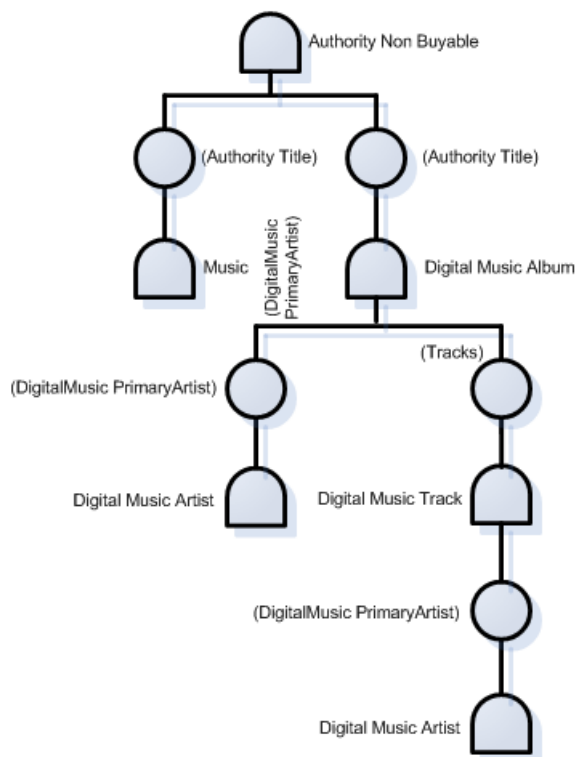 Authority Non Buyable
(Authority Title)
(Authority Title)
(DigitalMusic
PrimaryArtist)
Music
Digital Music Album
(Tracks)
(DigitalMusic PrimaryArtist)
Digital Music Artist
Digital Music Track
(DigitalMusic PrimaryArtist)
Digital Music Artist